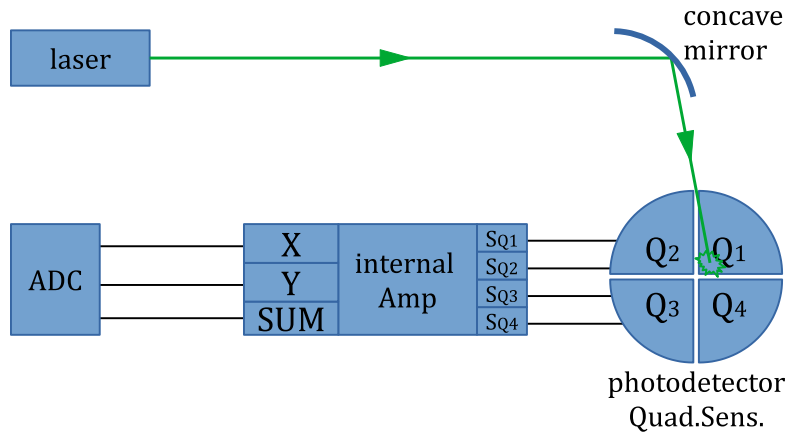 concave
mirror
laser
ADC
X
Y
SUM
internal
Amp
SQ1
SQ2
SQ3
SQ4
Q2
Q1
Q3
Q4
photodetector
Quad.Sens.